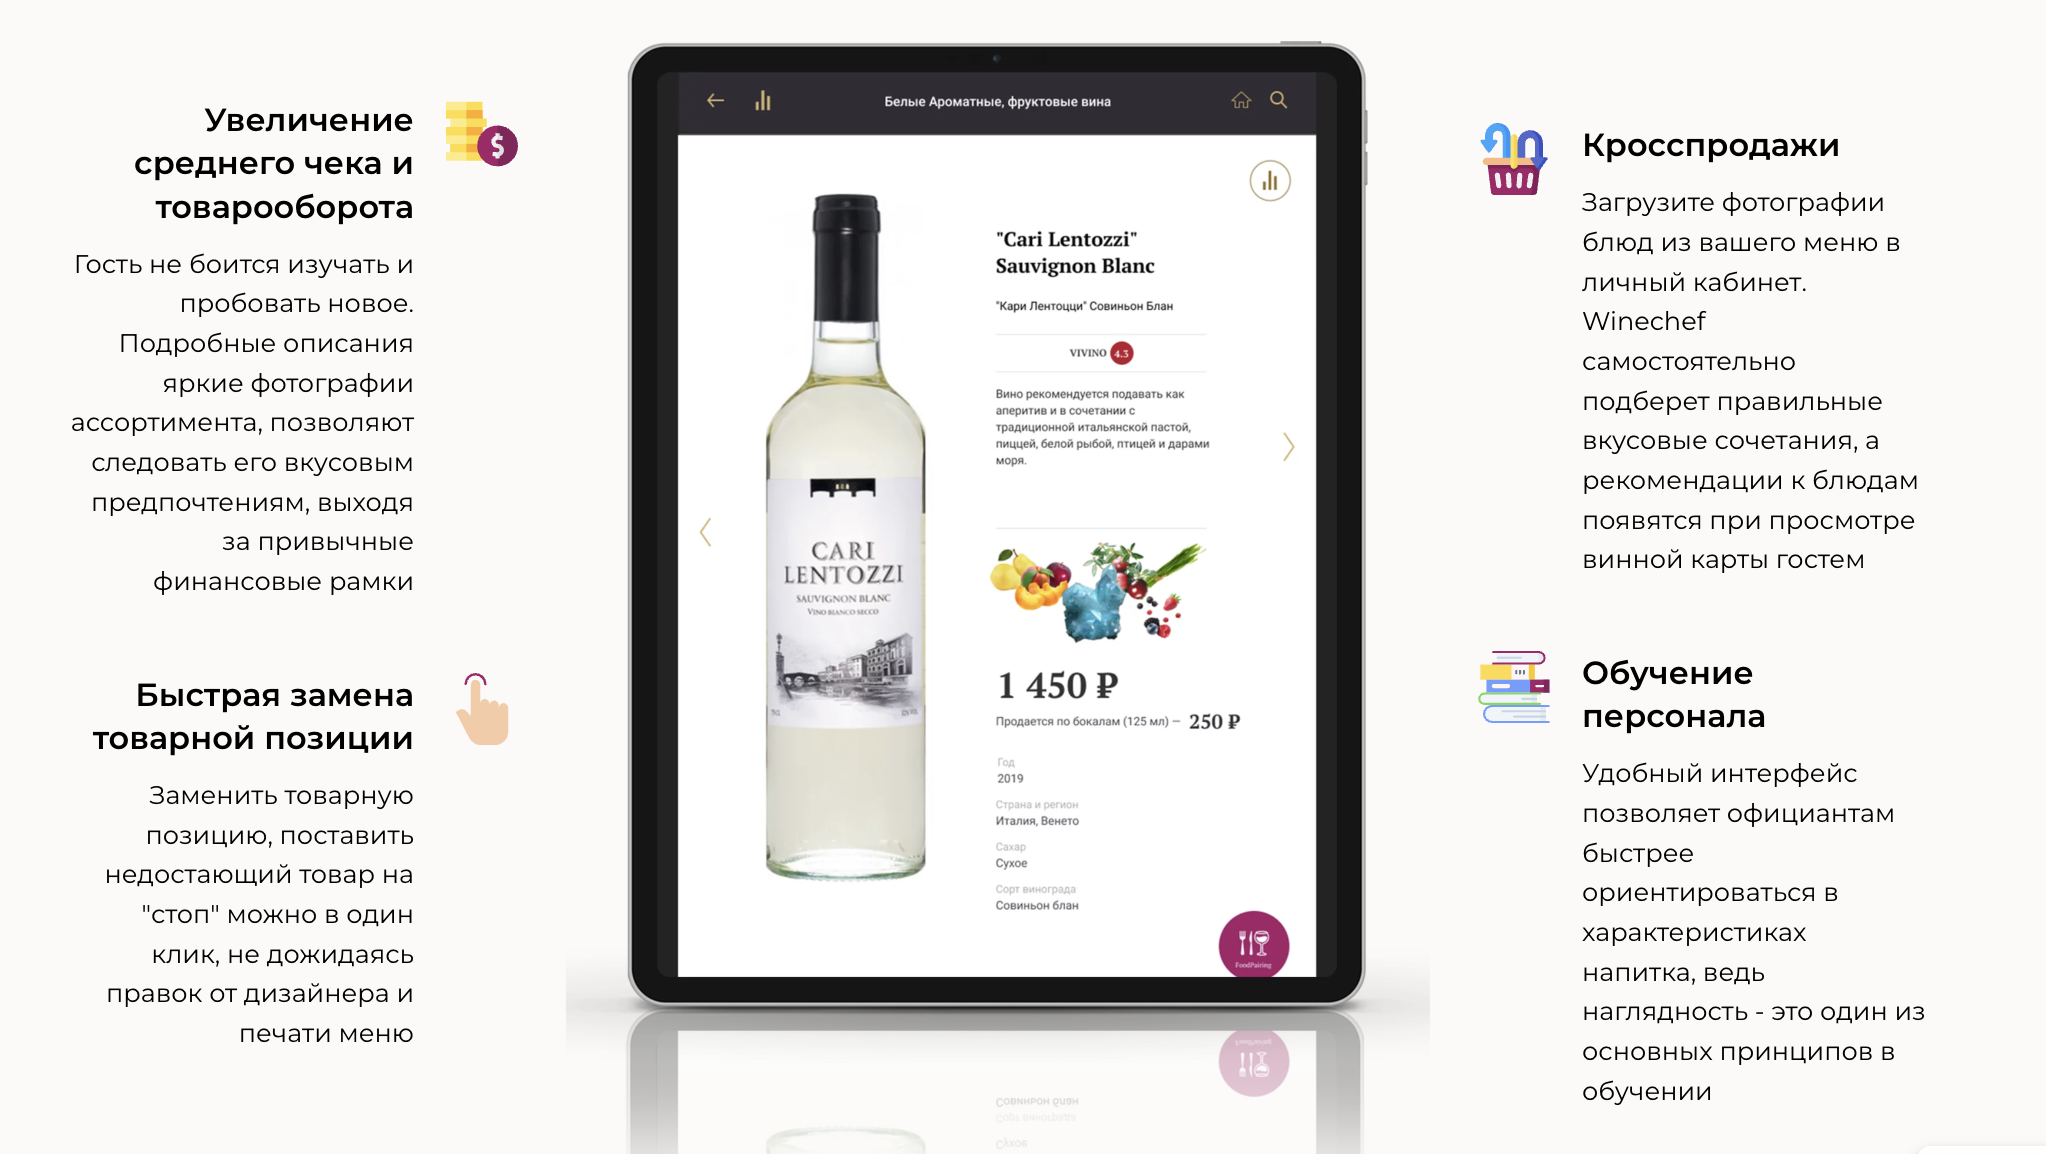 Увеличение
среднего чека и
товарооборота
Гость не боится изучать и
пробовать новое.
Подробные описания
яркие фотографии
ассортимента, позволяют
следовать его вкусовым
предпочтениям, выходя
за привычные
финансовые рамки
Быстрая замена
товарной позиции
Заменить товарную
позицию, поставить
недостающий товар на
"стоп" можно в один
клик, не дожидаясь
правок от дизайнера и
печати меню
Белые Ароматные, фруктовые вина
CARI
LENTOZZI
SAUVIGNON BLANC
VINO BIANCO SECCO
"Cari Lentozzi"
Sauvignon Blanc
"Кари Лентоцци" Совиньон Блан
VIVINO 4.3
Вино рекомендуется подавать как
аперитив и в сочетании с
традиционной итальянской пастой,
пиццей, белой рыбой, птицей и дарами
моря.
1 450 ₽
Продается по бокалам (125 мл) — 250 ₽
Год
2019
Страна и регион
Италия, Венето
Сахар
Сухое
Сорт винограда
Совиньон блан
FoodPairing
Кросспродажи
Загрузите фотографии
блюд из вашего меню в
личный кабинет.
Winechef
самостоятельно
подберет правильные
вкусовые сочетания, а
рекомендации к блюдам
появятся при просмотре
винной карты гостем
Обучение
персонала
Удобный интерфейс
позволяет официантам
быстрее
ориентироваться в
характеристиках
напитка, ведь
наглядность - это один из
основных принципов в
обучении